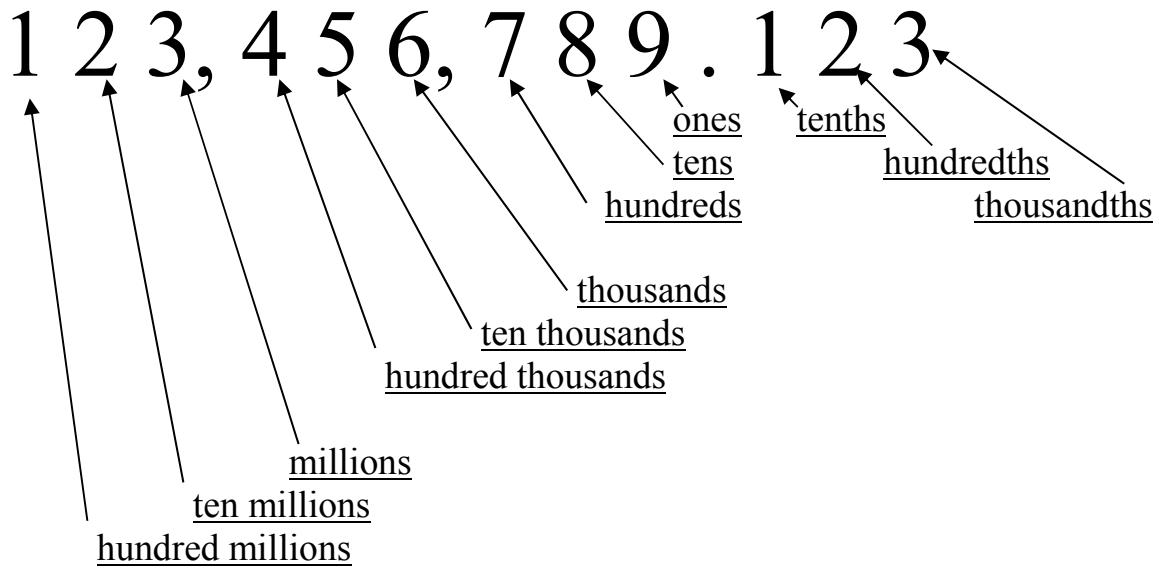 1 2 3, 4 5 6, 7 8 9 . 1 2 3
ones tenths
tens hundredths
hundreds thousandths
thousands
ten thousands
hundred thousands
millions
ten millions
hundred millions